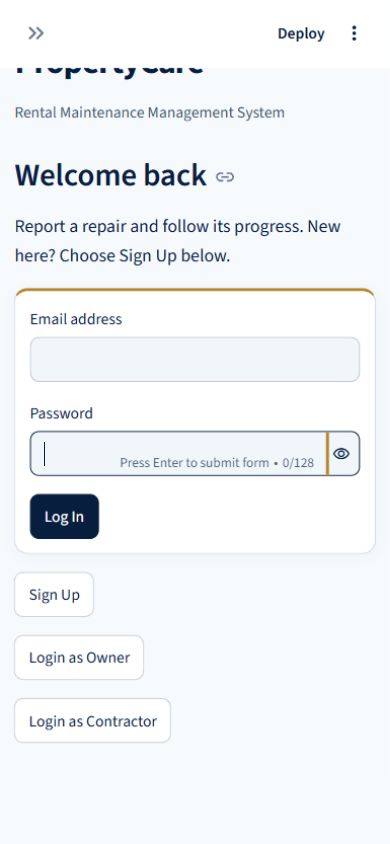 Deploy
PropertyCare
Rental Maintenance Management System
Welcome back
Report a repair and follow its progress. New
here? Choose Sign Up below.
Email address
Password
Press Enter to submit form • 0/128
Log In
Sign Up
Login as Owner
Login as Contractor